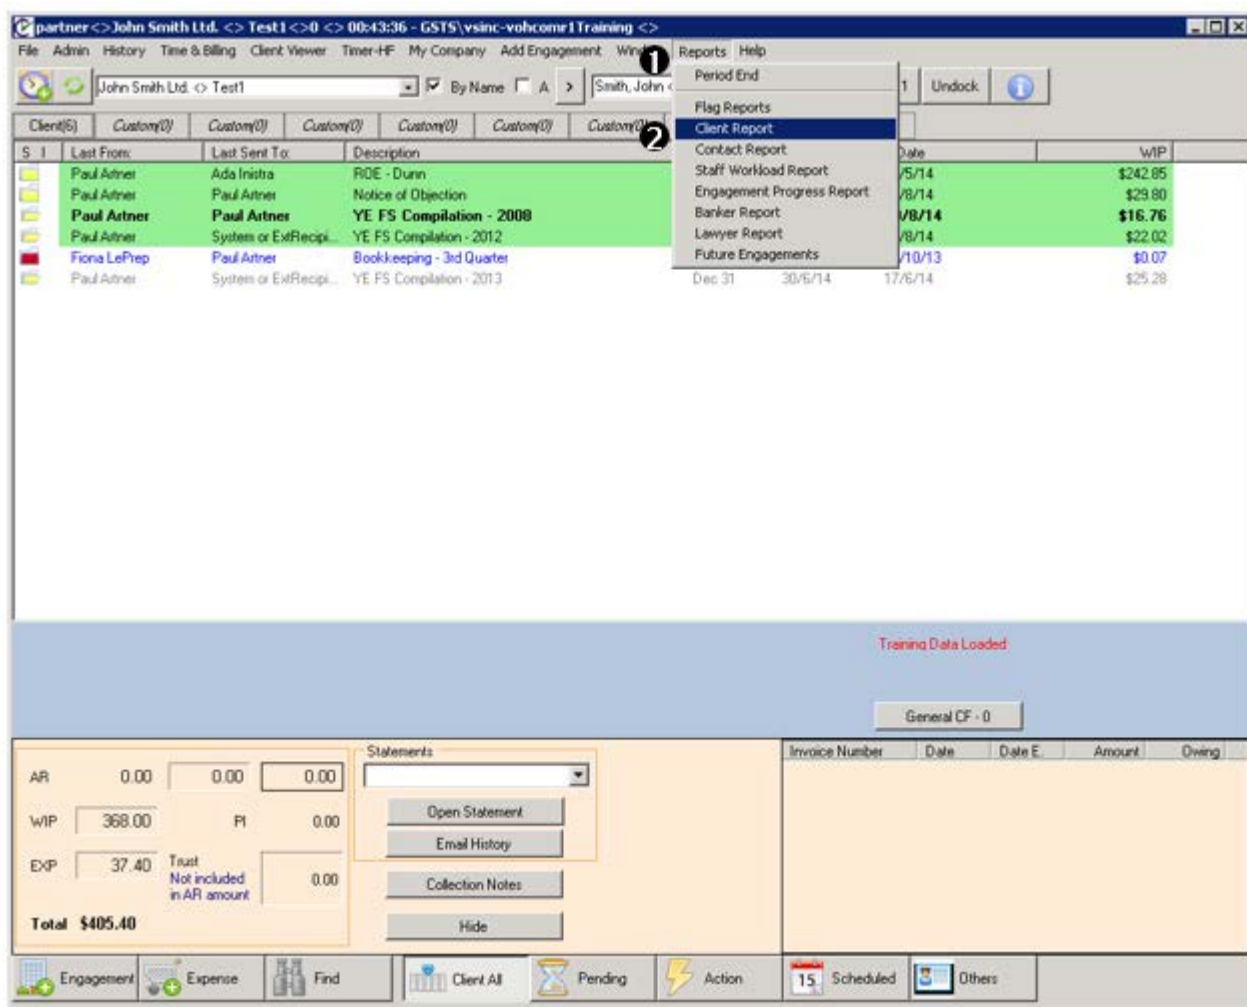 partner<>John Smith Ltd. <> Test1<>0 <> 00:43:36 - GSTS\vsinc-vohcomr1Training <>
File Admin History Time & Billing Client Viewer Timer-HF My Company Add Engagement Reports Help
1
John Smith Ltd. <> Test1 By Name A > Smith, John Undock
Client(6) Custom(0) Custom(0) Custom(0) Custom(0) Custom(0)
2
Period End
Flag Reports
Client Report
Contact Report
Staff Workload Report
Engagement Progress Report
Banker Report
Lawyer Report
Future Engagements
S I Last From: Last Sent To: Description Date WIP
Paul Artner Ada Inistra ROE - Dunn /5/14 $242.85
Paul Artner Paul Artner Notice of Objection /8/14 $29.80
Paul Artner Paul Artner YE FS Compilation - 2008 /8/14 $16.76
Paul Artner System or ExtRecipi... YE FS Compilation - 2012 /8/14 $22.02
Fiona LePrep Paul Artner Bookkeeping - 3rd Quarter /10/13 $0.07
Paul Artner System or ExtRecipi... YE FS Compilation - 2013 Dec 31 30/6/14 17/6/14 $25.28
Training Data Loaded
General CF - 0
AR 0.00 0.00 0.00
WIP 368.00 PI 0.00
EXP 37.40 Trust
Not included
in AR amount
0.00
Total $405.40
Statements
Open Statement
Email History
Collection Notes
Hide
Invoice Number Date Date E. Amount Owing
Engagement Expense Find Client All Pending Action 15 Scheduled Others